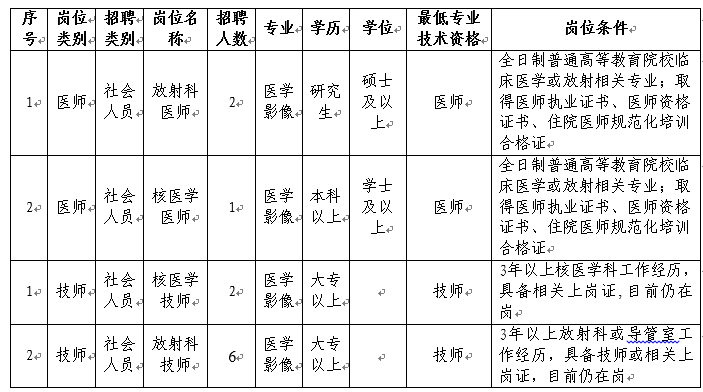 序号 岗位类别 招聘类别 岗位名称 招聘人数 专业 学历 学位 最低专业技术资格 岗位条件
1 医师 社会人员 放射科医师 2 医学影像 研究生 硕士及以上 医师 全日制普通高等教育院校临床医学或放射相关专业；取得医师执业证书、医师资格证书、住院医师规范化培训合格证
2 医师 社会人员 核医学医师 1 医学影像 本科以上 学士及以上 医师 全日制普通高等教育院校临床医学或放射相关专业；取得医师执业证书、医师资格证书、住院医师规范化培训合格证
1 技师 社会人员 核医学技师 2 医学影像 大专以上 技师 3年以上核医学科工作经历，具备相关上岗证,目前仍在岗
2 技师 社会人员 放射科技师 6 医学影像 大专以上 技师 3年以上放射科或导管室工作经历，具备技师或相关上岗证，目前仍在岗